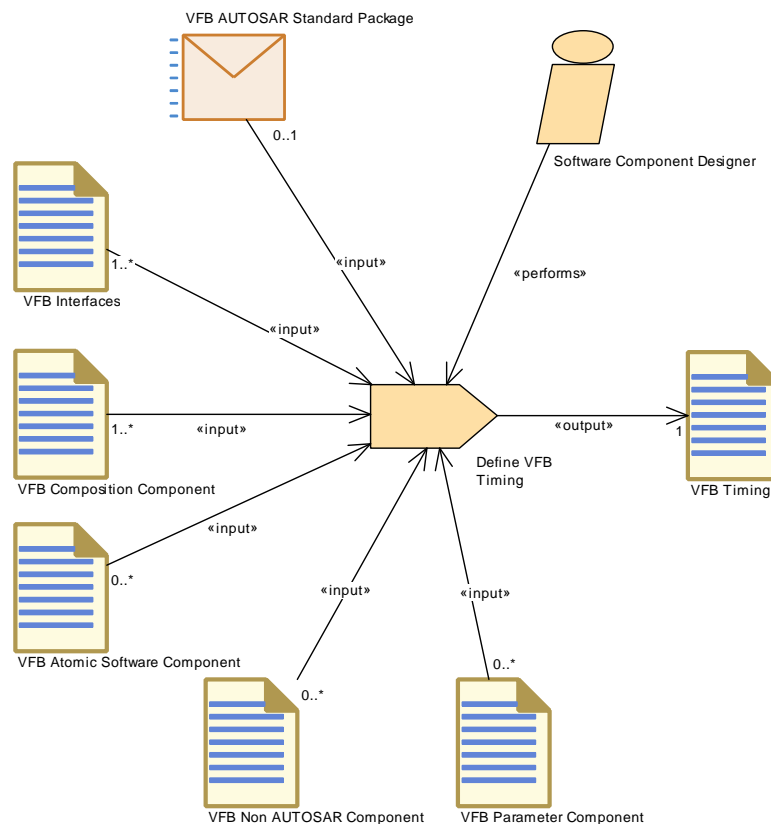 VFB AUTOSAR Standard Package
0..1
Software Component Designer
«input»
«performs»
1..*
VFB Interfaces
«input»
1..*
«input»
VFB Composition Component
«output»
1
Define VFB
Timing
VFB Timing
«input»
0..*
VFB Atomic Software Component
«input»
«input»
0..*
0..*
VFB Non AUTOSAR Component
VFB Parameter Component